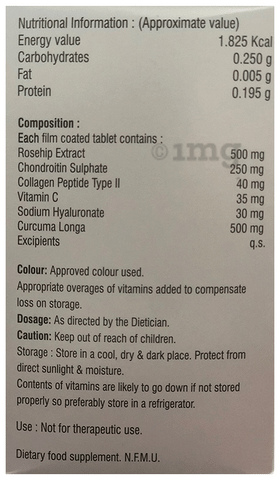 Nutritional Information : (Approximate value)
Energy value 1.825 Kcal
Carbohydrates 0.250 g
Fat 0.005 g
Protein 0.195 g
Composition :
Each film coated tablet contains :
Rosehip Extract 500 mg
Chondroitin Sulphate 250 mg
Collagen Peptide Type II 40 mg
Vitamin C 35 mg
Sodium Hyaluronate 30 mg
Curcuma Longa 500 mg
Excipients q.s.
©1mg
Colour: Approved colour used.
Appropriate overages of vitamins added to compensate
loss on storage.
Dosage: As directed by the Dietician.
Caution: Keep out of reach of children.
Storage : Store in a cool, dry & dark place. Protect from
direct sunlight & moisture.
Contents of vitamins are likely to go down if not stored
properly so preferably store in a refrigerator.
Use : Not for therapeutic use.
Dietary food supplement. N.F.M.U.